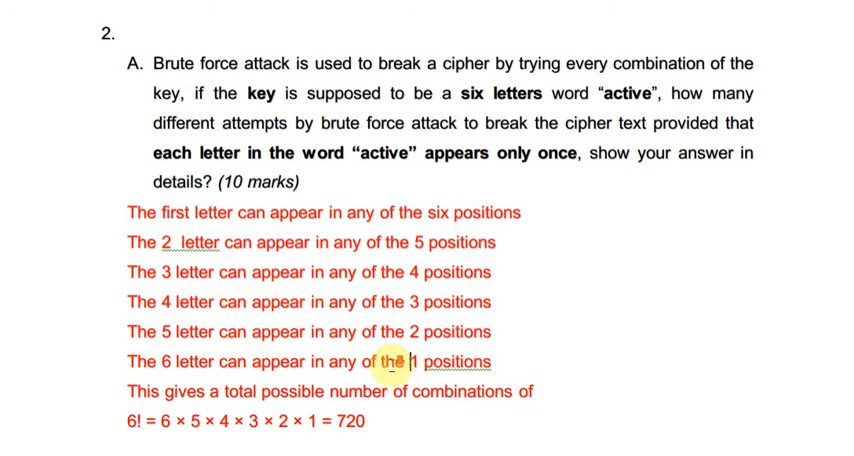 2.
A. Brute force attack is used to break a cipher by trying every combination of the
key, if the key is supposed to be a six letters word “active”, how many
different attempts by brute force attack to break the cipher text provided that
each letter in the word “active” appears only once, show your answer in
details? (10 marks)
The first letter can appear in any of the six positions
The 2 letter can appear in any of the 5 positions
The 3 letter can appear in any of the 4 positions
The 4 letter can appear in any of the 3 positions
The 5 letter can appear in any of the 2 positions
The 6 letter can appear in any of the 1 positions
This gives a total possible number of combinations of
6! = 6 × 5 × 4 × 3 × 2 × 1 = 720